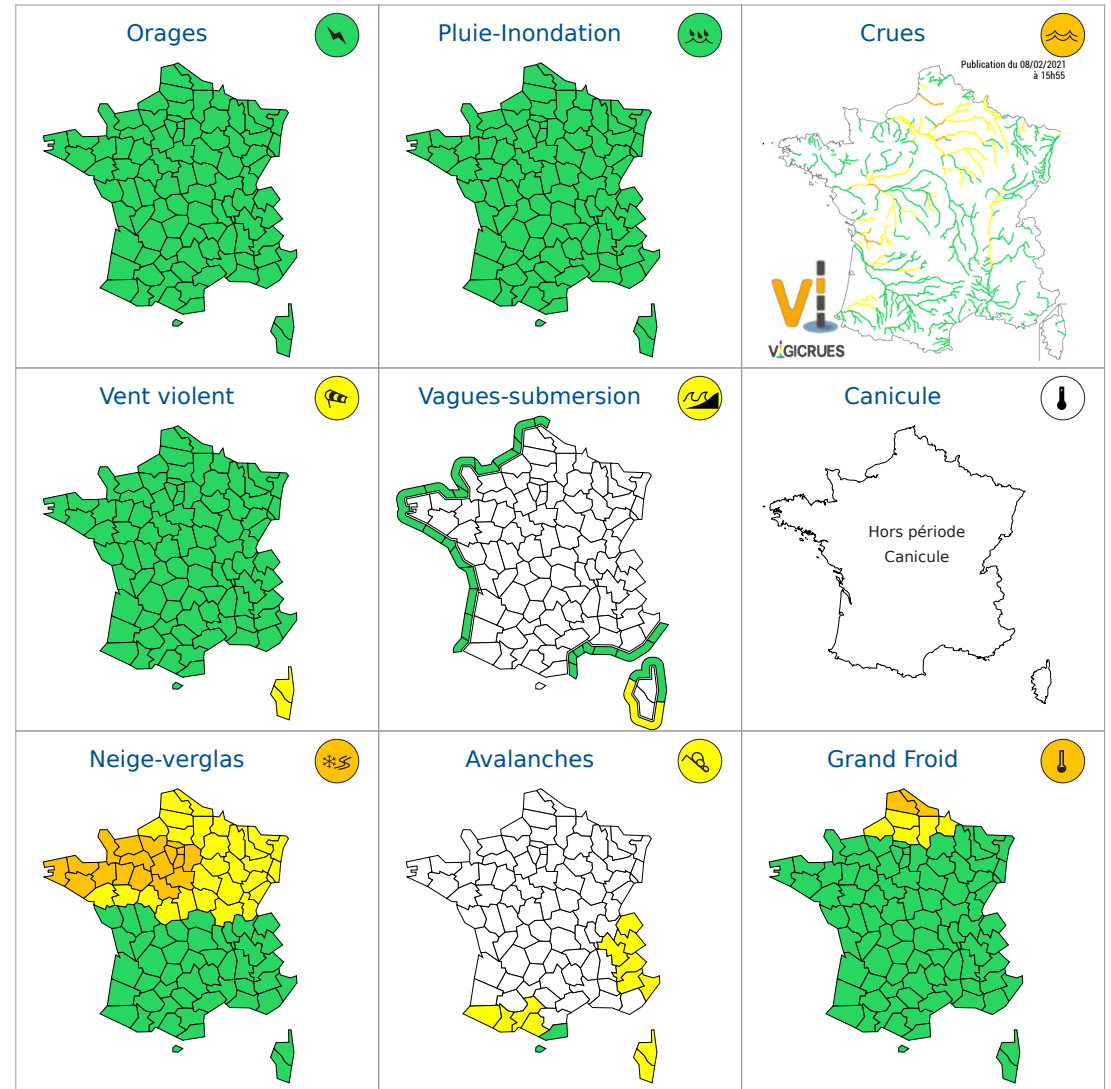 Orages
Pluie-Inondation
Crues
Publication du 08/02/2021
à 15h55
VIGICRUES
Vent violent
Vagues-submersion
Canicule
Hors période
Canicule
Neige-verglas
Avalanches
Grand Froid